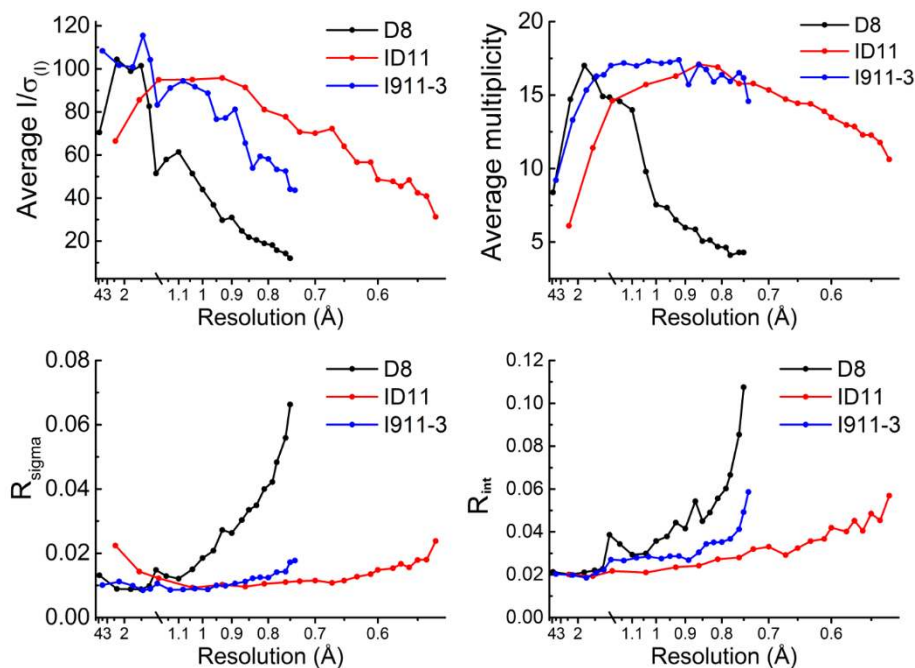 Average I/σ(I)
120
100
80
60
40
20
D8
ID11
I911-3
43 2 1.1 1 0.9 0.8 0.7 0.6
Resolution (Å)
Average multiplicity
20
15
10
5
D8
ID11
I911-3
43 2 1.1 1 0.9 0.8 0.7 0.6
Resolution (Å)
Rsigma
0.08
0.06
0.04
0.02
0.00
D8
ID11
I911-3
43 2 1.1 1 0.9 0.8 0.7 0.6
Resolution (Å)
Rint
0.12
0.10
0.08
0.06
0.04
0.02
0.00
D8
ID11
I911-3
43 2 1.1 1 0.9 0.8 0.7 0.6
Resolution (Å)